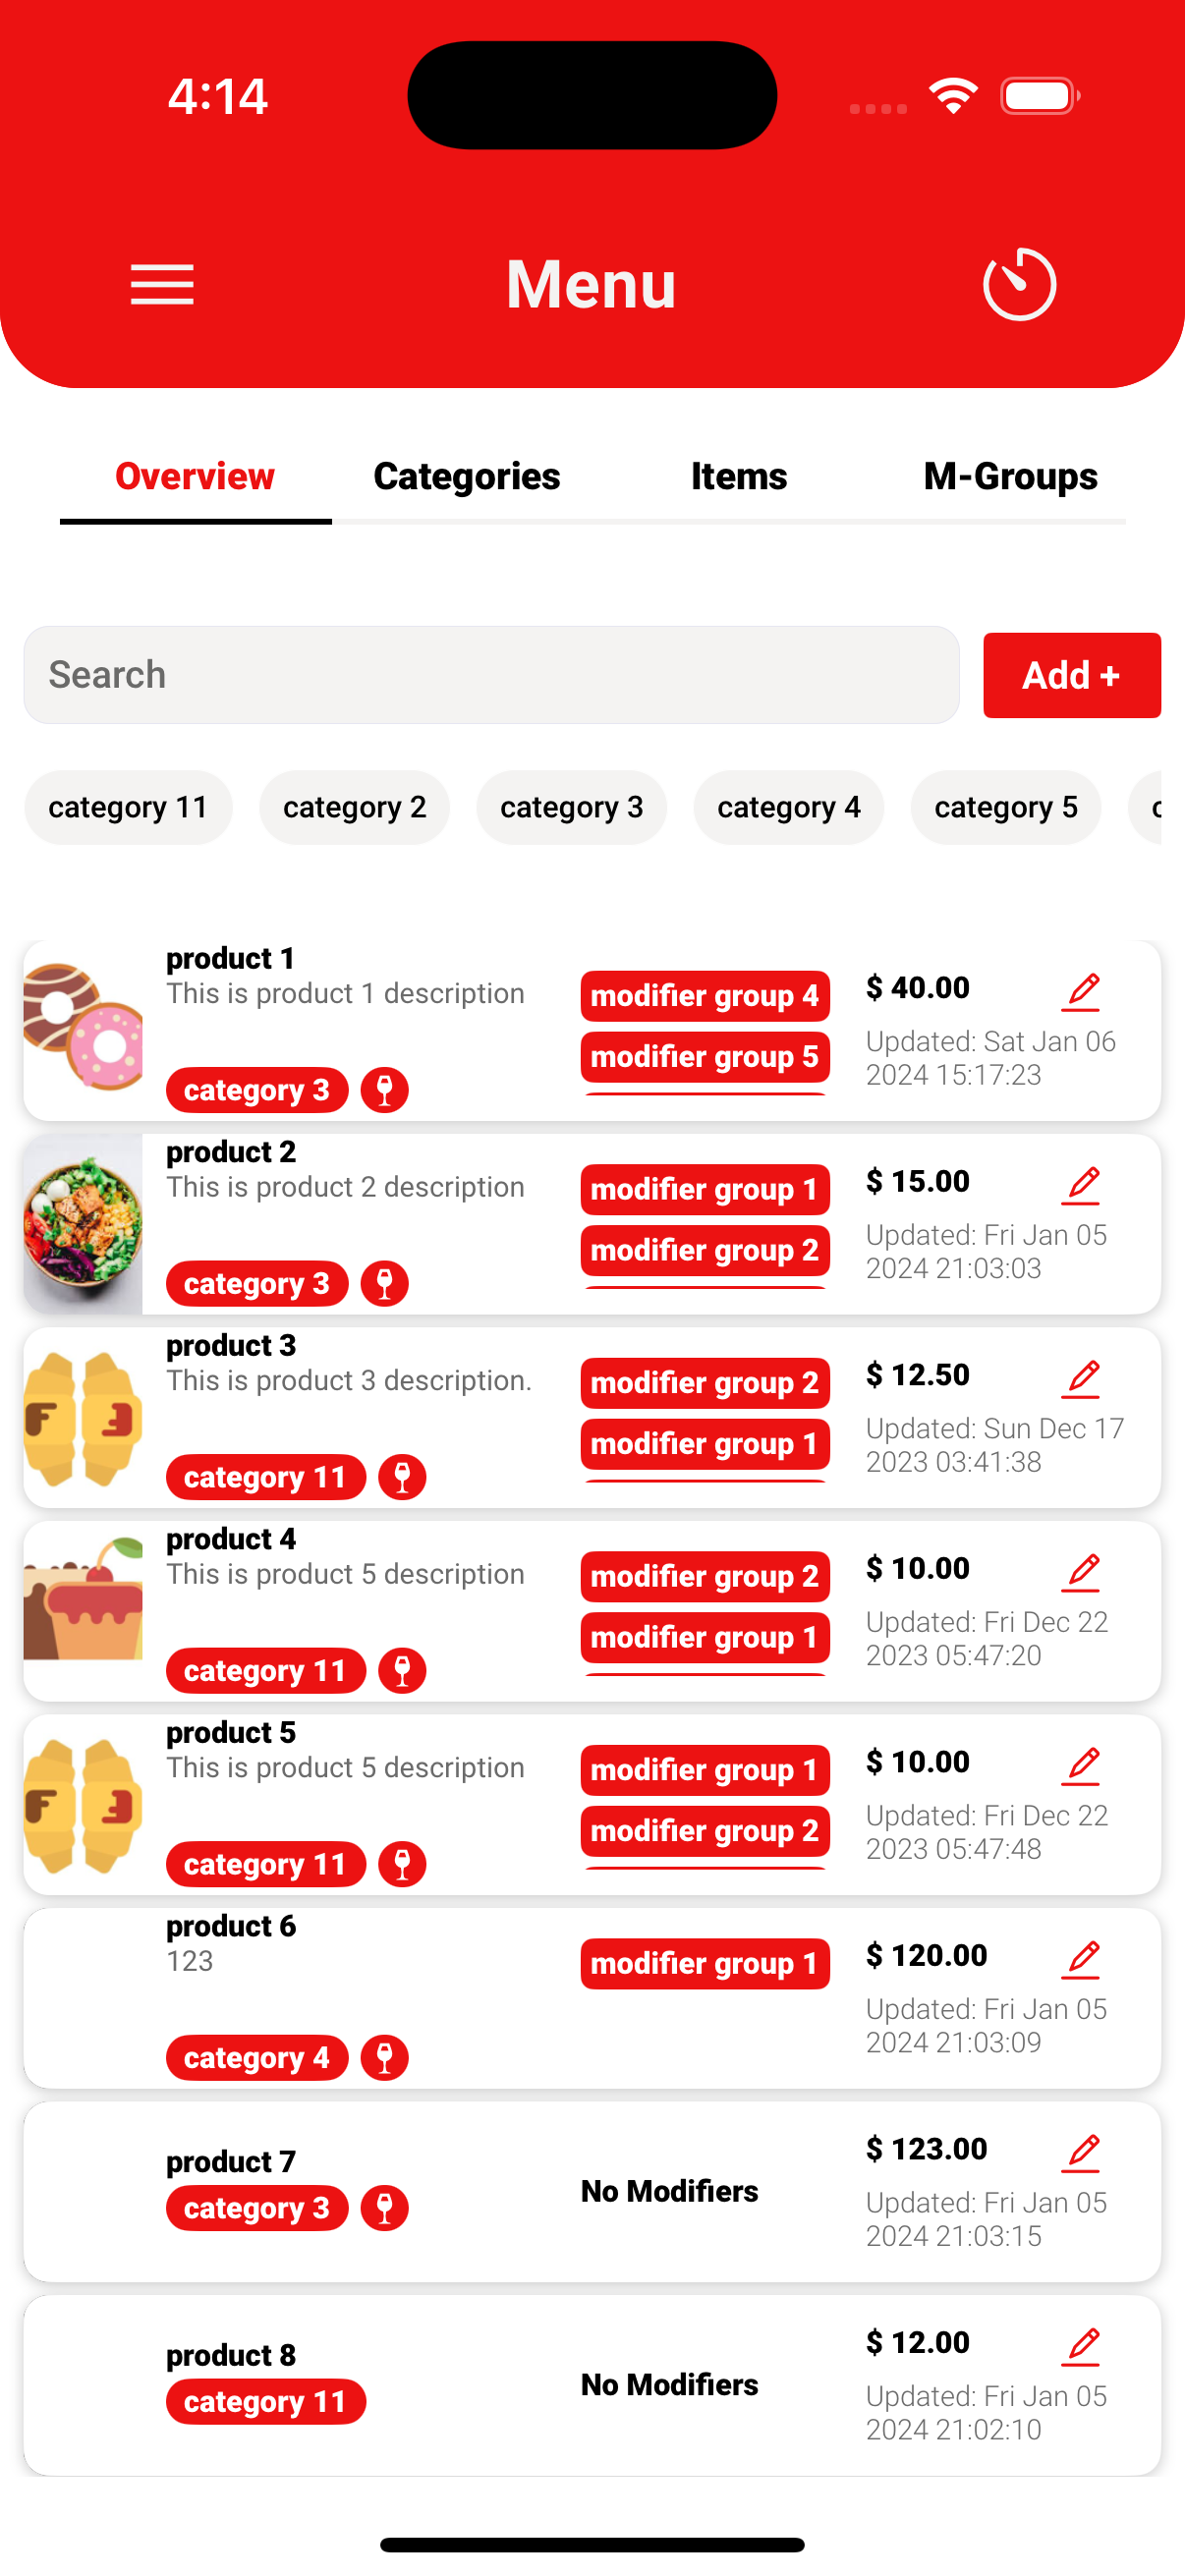 4:14
Menu
Overview Categories Items M-Groups
Search Add +
category 11 category 2 category 3 category 4 category 5
product 1
This is product 1 description
category 3
modifier group 4
modifier group 5
$ 40.00
Updated: Sat Jan 06
2024 15:17:23
product 2
This is product 2 description
category 3
modifier group 1
modifier group 2
$ 15.00
Updated: Fri Jan 05
2024 21:03:03
product 3
This is product 3 description.
category 11
modifier group 2
modifier group 1
$ 12.50
Updated: Sun Dec 17
2023 03:41:38
product 4
This is product 5 description
category 11
modifier group 2
modifier group 1
$ 10.00
Updated: Fri Dec 22
2023 05:47:20
product 5
This is product 5 description
category 11
modifier group 1
modifier group 2
$ 10.00
Updated: Fri Dec 22
2023 05:47:48
product 6
123
category 4
modifier group 1
$ 120.00
Updated: Fri Jan 05
2024 21:03:09
product 7
category 3
No Modifiers
$ 123.00
Updated: Fri Jan 05
2024 21:03:15
product 8
category 11
No Modifiers
$ 12.00
Updated: Fri Jan 05
2024 21:02:10